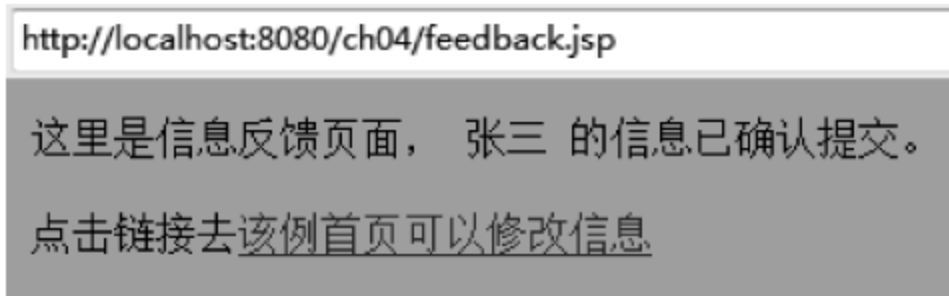 http://localhost:8080/ch04/feedback.jsp
这里是信息反馈页面， 张三 的信息已确认提交。
点击链接去该例首页可以修改信息